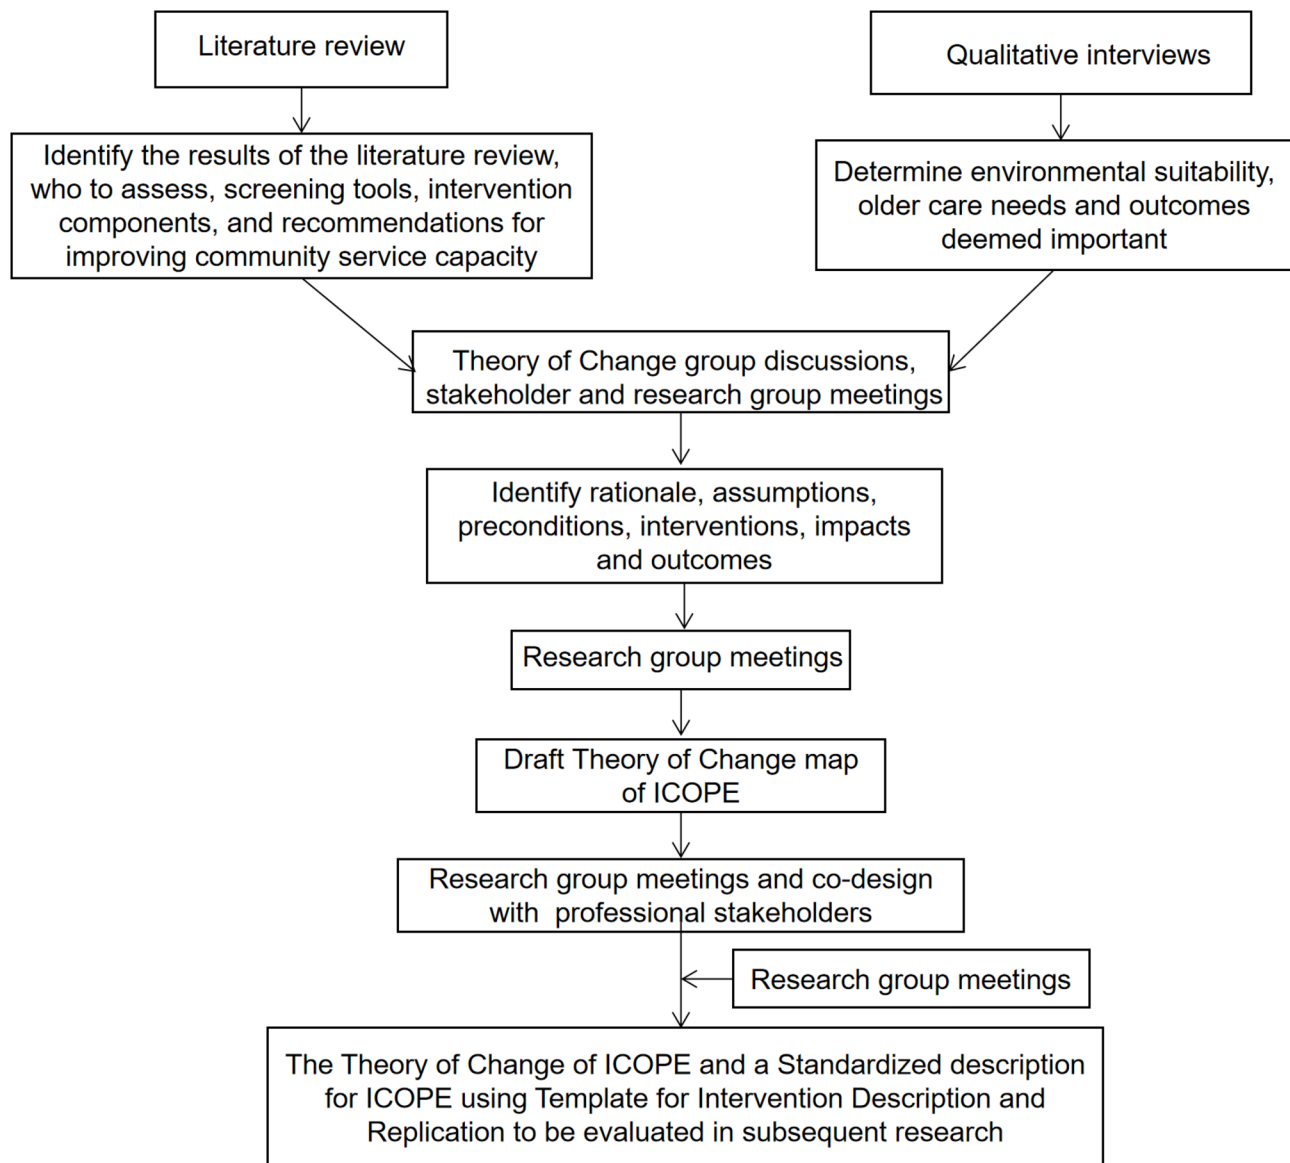 Literature review
Qualitative interviews
Identify the results of the literature review,
who to assess, screening tools, intervention
components, and recommendations for
improving community service capacity
Determine environmental suitability,
older care needs and outcomes
deemed important
Theory of Change group discussions,
stakeholder and research group meetings
Identify rationale, assumptions,
preconditions, interventions, impacts
and outcomes
Research group meetings
Draft Theory of Change map
of ICOPE
Research group meetings and co-design
with professional stakeholders
Research group meetings
The Theory of Change of ICOPE and a Standardized description
for ICOPE using Template for Intervention Description and
Replication to be evaluated in subsequent research